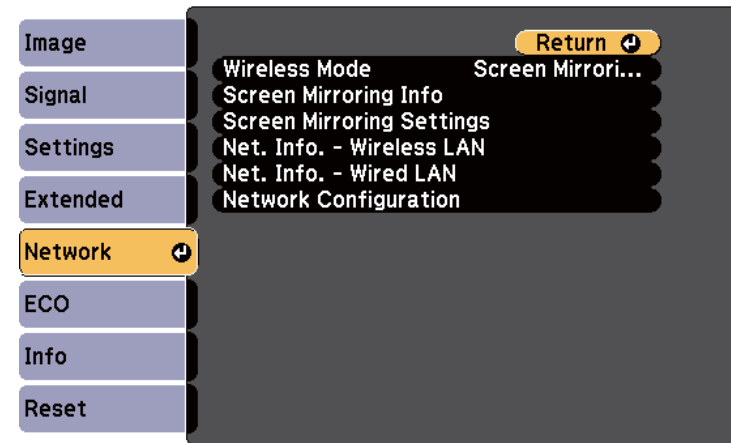 Image
Signal
Settings
Extended
Network
ECO
Info
Reset
Return
Wireless Mode Screen Mirrori...
Screen Mirroring Info
Screen Mirroring Settings
Net. Info. - Wireless LAN
Net. Info. - Wired LAN
Network Configuration